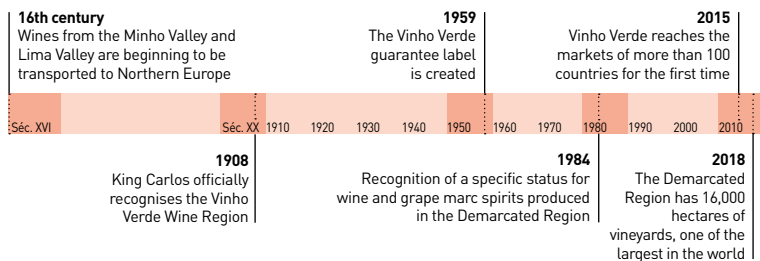 16th century
Wines from the Minho Valley and
Lima Valley are beginning to be
transported to Northern Europe
1959
The Vinho Verde
guarantee label
is created
2015
Vinho Verde reaches the
markets of more than 100
countries for the first time
Séc. XVI Séc. XX 1910 1920 1930 1940 1950 1960 1970 1980 1990 2000 2010
1908
King Carlos officially
recognises the Vinho
Verde Wine Region
1984
Recognition of a specific status for
wine and grape marc spirits produced
in the Demarcated Region
2018
The Demarcated
Region has 16,000
hectares of
vineyards, one of the
largest in the world